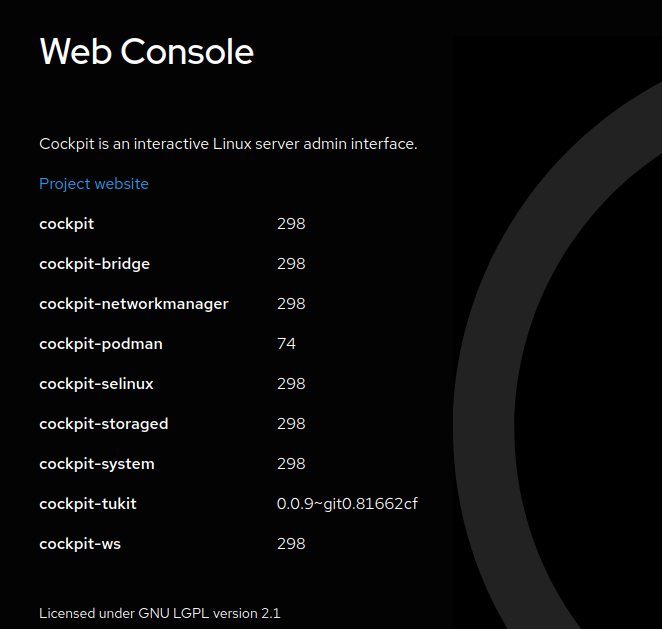 Web Console
Cockpit is an interactive Linux server admin interface.
Project website
cockpit 298
cockpit-bridge 298
cockpit-networkmanager 298
cockpit-podman 74
cockpit-selinux 298
cockpit-storaged 298
cockpit-system 298
cockpit-tukit 0.0.9~git0.81662cf
cockpit-ws 298
Licensed under GNU LGPL version 2.1